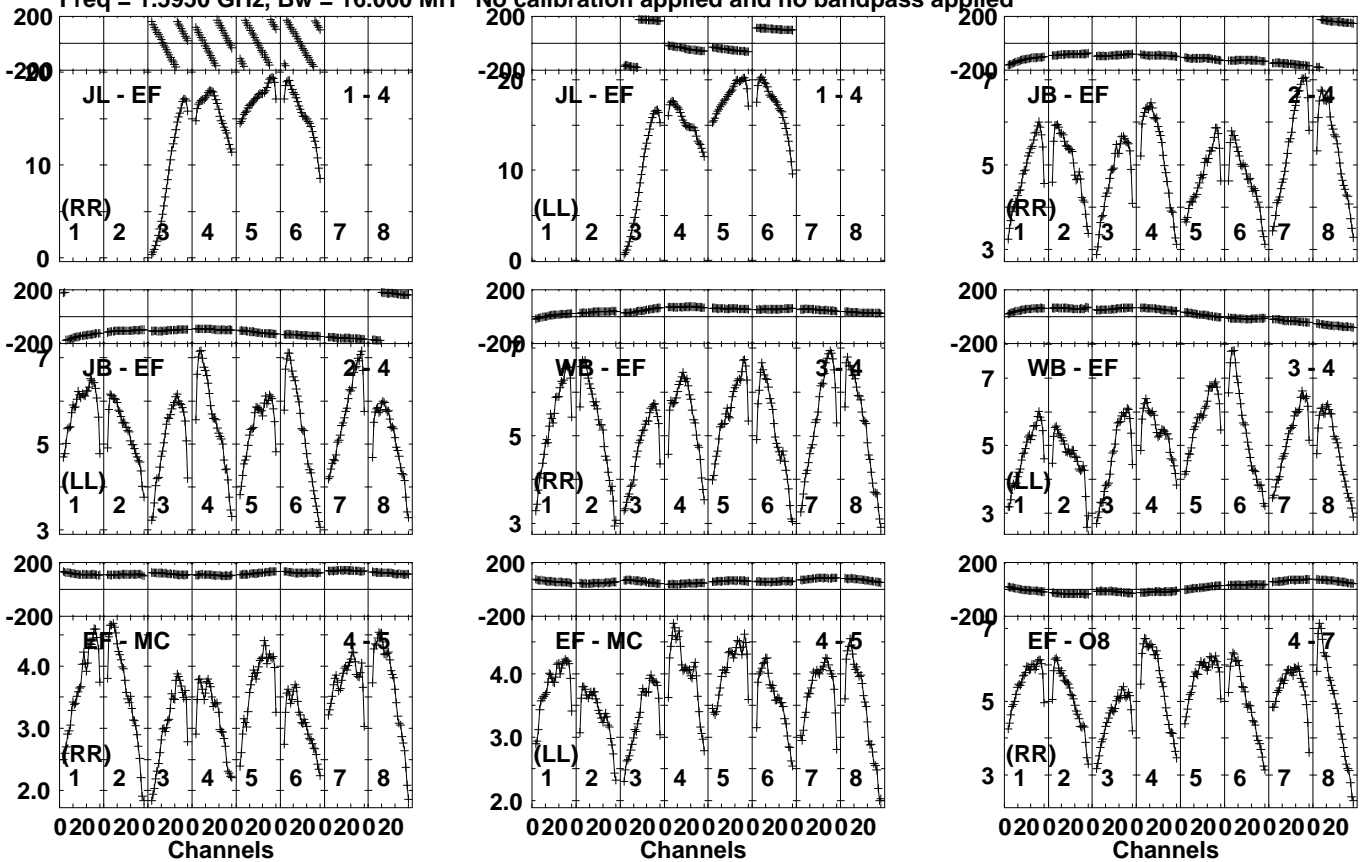 Freq = 1.5950 GHz, Bw = 16.000 MH No calibration applied and no bandpass applied
200 200 200
-200 -200 -200
20 20 7
JL - EF 1 - 4 JL - EF 1 - 4 JB - EF 2 - 4
10 10 5
(RR) (LL) (RR)
1 2 3 4 5 6 7 8 1 2 3 4 5 6 7 8 1 2 3 4 5 6 7 8
0 0 3
200 200 200
-200 -200 -200
7 7
JB - EF 2 - 4 WB - EF 3 - 4 WB - EF 3 - 4
7
5 5 5
(LL) (RR) (LL)
1 2 3 4 5 6 7 8 1 2 3 4 5 6 7 8 1 2 3 4 5 6 7 8
3 3 3
200 200 200
-200 -200 -200
7
EF - MC 4 - 5 EF - MC 4 - 5 EF - O8 4 - 7
4.0 4.0
5
3.0 3.0
(RR) (LL) (RR)
1 2 3 4 5 6 7 8 1 2 3 4 5 6 7 8 1 2 3 4 5 6 7 8
2.0 2.0 3
0 20 0 20 0 20 0 20 0 20 0 20 0 20 0 20 0 20 0 20 0 20 0 20 0 20 0 20 0 20 0 20 0 20 0 20 0 20 0 20 0 20 0 20 0 20 0 20
Channels Channels Channels